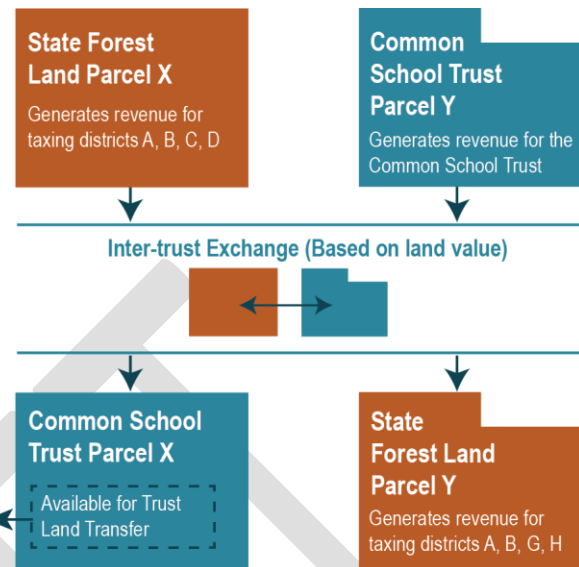 State Forest
Land Parcel X
Generates revenue for
taxing districts A, B, C, D
Common
School Trust
Parcel Y
Generates revenue for the
Common School Trust
Inter-trust Exchange (Based on land value)
Common School
Trust Parcel X
Available for Trust
Land Transfer
State
Forest Land
Parcel Y
Generates revenue for
taxing districts A, B, G, H